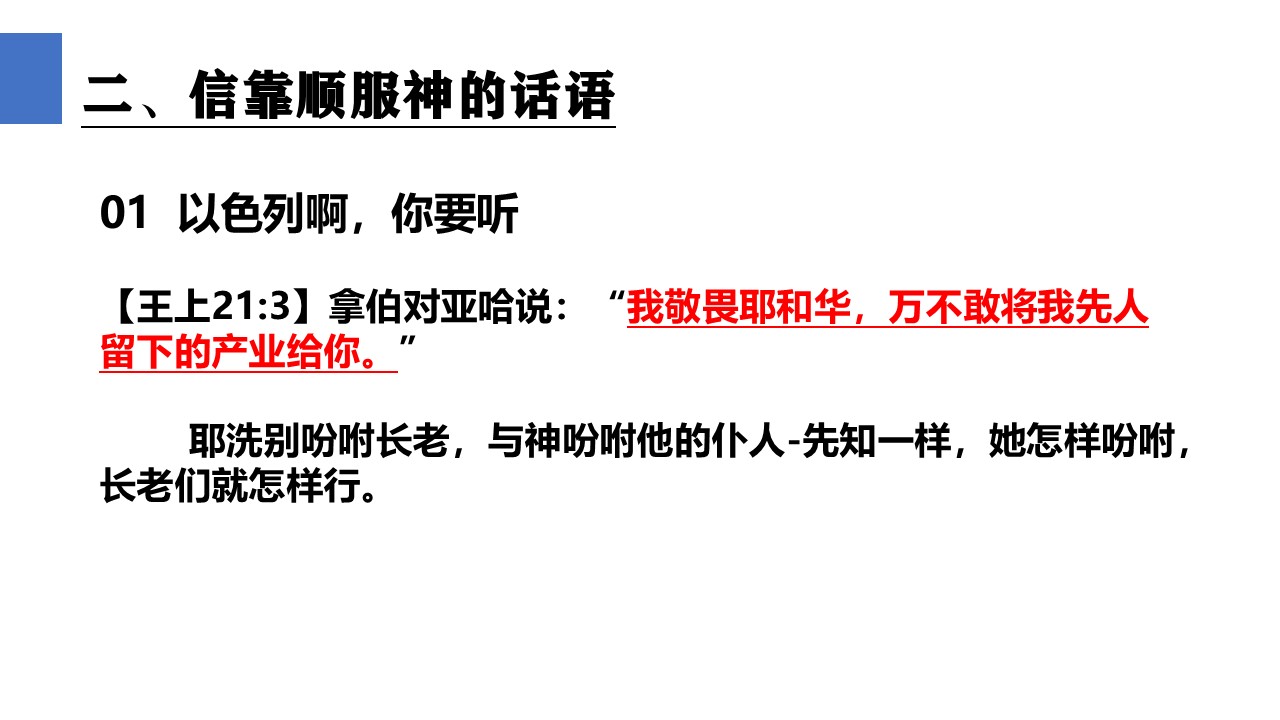 二、信靠顺服神的话语
01 以色列啊，你要听
【王上21:3】拿伯对亚哈说：“我敬畏耶和华，万不敢将我先人
留下的产业给你。”
耶洗别吩咐长老，与神吩咐他的仆人-先知一样，她怎样吩咐，
长老们就怎样行。